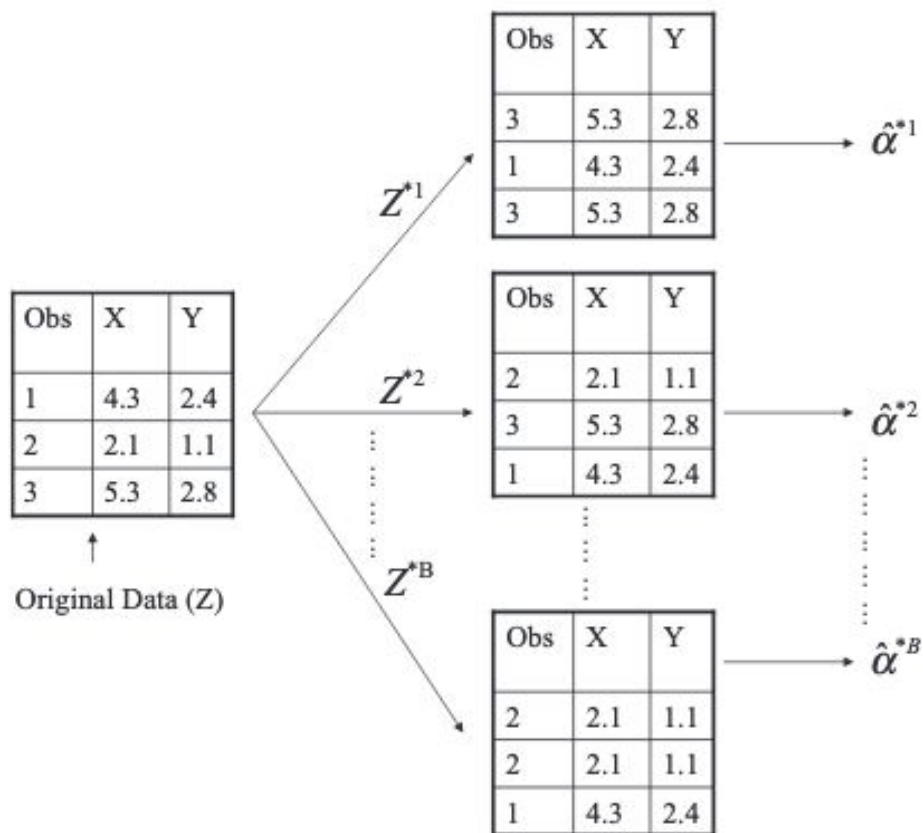 Obs X Y
3 5.3 2.8
1 4.3 2.4
3 5.3 2.8
α̂*1
Z*1
Obs X Y
1 4.3 2.4
2 2.1 1.1
3 5.3 2.8
Original Data (Z)
Z*2
Obs X Y
2 2.1 1.1
3 5.3 2.8
1 4.3 2.4
α̂*2
Z*B
Obs X Y
2 2.1 1.1
2 2.1 1.1
1 4.3 2.4
α̂*B